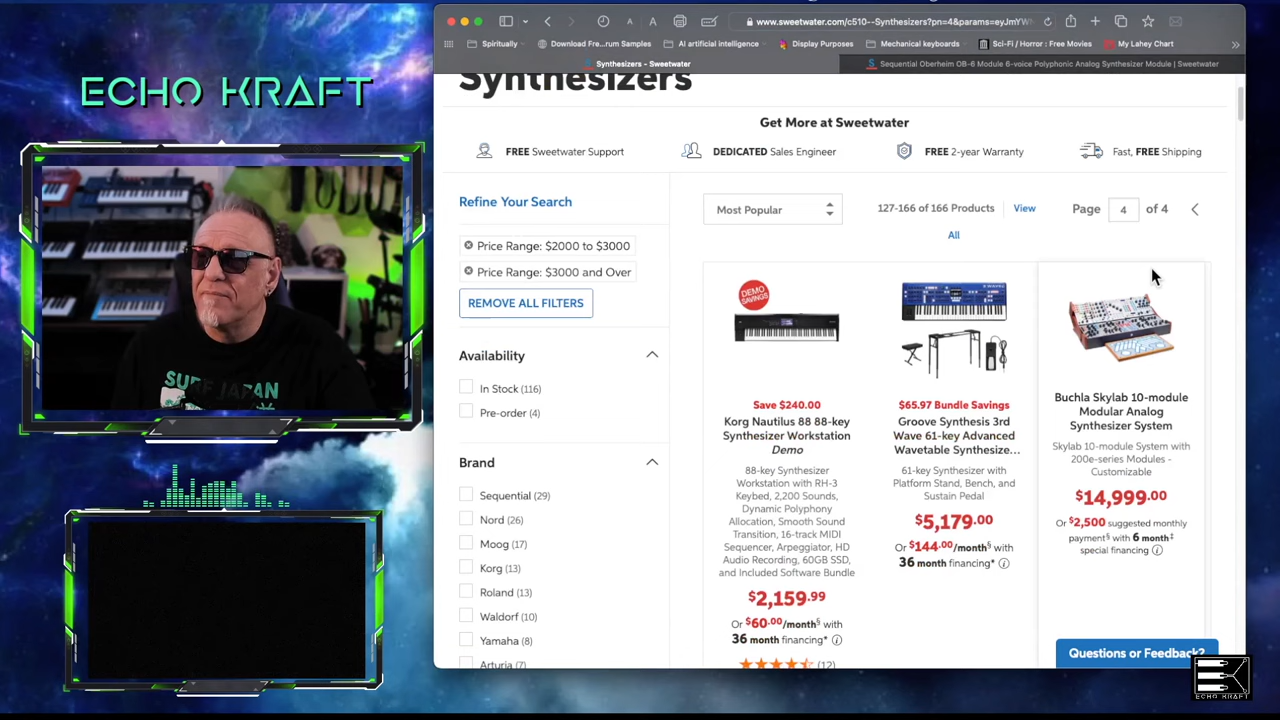 www.sweetwater.com/c510--Synthesizers?pn=4&params=eyJmYW
Spiritually
Download Fre...rum Samples
AI artificial intelligence
Display Purposes
Mechanical keyboards
Sci-Fi / Horror : Free Movies
My Lahey Chart
Synthesizers – Sweetwater
Sequential Oberheim OB-6 Module 6-voice Polyphonic Analog Synthesizer Module | Sweetwater
ECHO KRAFT
Synthesizers
Get More at Sweetwater
FREE Sweetwater Support
DEDICATED Sales Engineer
FREE 2-year Warranty
Fast, FREE Shipping
Refine Your Search
Price Range: $2000 to $3000
Price Range: $3000 and Over
REMOVE ALL FILTERS
Availability
In Stock (116)
Pre-order (4)
Brand
Sequential (29)
Nord (26)
Moog (17)
Korg (13)
Roland (13)
Waldorf (10)
Yamaha (8)
Arturia (7)
Most Popular
127-166 of 166 Products
View
All
Page 4 of 4
DEMO
SAVINGS
Save $240.00
Korg Nautilus 88 88-key
Synthesizer Workstation
Demo
88-key Synthesizer
Workstation with RH-3
Keybed, 2,200 Sounds,
Dynamic Polyphony
Allocation, Smooth Sound
Transition, 16-track MIDI
Sequencer, Arpeggiator, HD
Audio Recording, 60GB SSD,
and Included Software Bundle
$2,159.99
Or $60.00/month§ with
36 month financing*
(12)
$65.97 Bundle Savings
Groove Synthesis 3rd
Wave 61-key Advanced
Wavetable Synthesize...
61-key Synthesizer with
Platform Stand, Bench, and
Sustain Pedal
$5,179.00
Or $144.00/month§ with
36 month financing*
Buchla Skylab 10-module
Modular Analog
Synthesizer System
Skylab 10-module System with
200e-series Modules -
Customizable
$14,999.00
Or $2,500 suggested monthly
payment§ with 6 month‡
special financing
Questions or Feedback?
SURF JAPAN
ECHO KRAFT